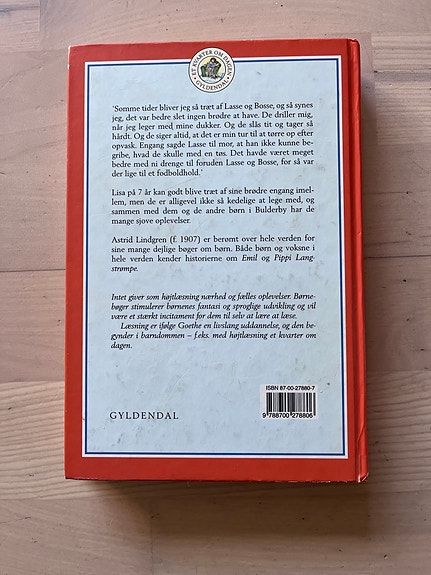 ET KVARTER OM DAGEN
GYLDENDAL
'Somme tider bliver jeg så træt af Lasse og Bosse, og så synes
jeg, det var bedre slet ingen brødre at have. De driller mig,
når jeg leger med mine dukker. Og de slås tit og tager så
hårdt. Og de siger altid, at det er min tur til at tørre op efter
opvask. Engang sagde Lasse til mor, at han ikke kunne be-
gribe, hvad de skulle med en tøs. Det havde været meget
bedre med ni drenge til foruden Lasse og Bosse, for så var
der lige til et fodboldhold.'
Lisa på 7 år kan godt blive træt af sine brødre engang imel-
lem, men de er alligevel ikke så kedelige at lege med, og
sammen med dem og de andre børn i Bulderby har de
mange sjove oplevelser.
Astrid Lindgren (f. 1907) er berømt over hele verden for
sine mange dejlige bøger om børn. Både børn og voksne i
hele verden kender historierne om Emil og Pippi Lang-
strømpe.
Intet giver som højtlæsning nærhed og fælles oplevelser. Børne-
bøger stimulerer børnenes fantasi og sproglige udvikling og vil
være et stærkt incitament for dem til selv at lære at læse.
Læsning er ifølge Goethe en livslang uddannelse, og den be-
gynder i barndommen – f.eks. med højtlæsning et kvarter om
dagen.
ISBN 87-00-27880-7
GYLDENDAL
9 788700 278806